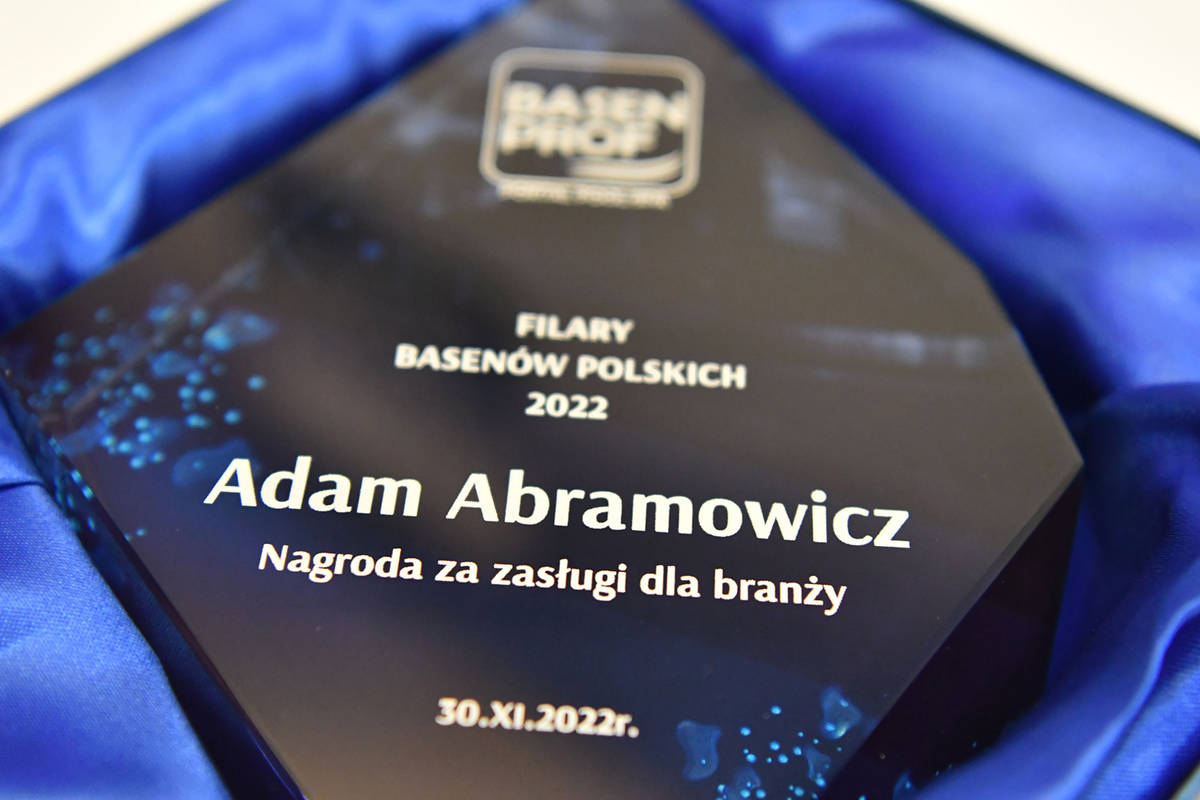 BASEN
PROF
FILARY
BASENÓW POLSKICH
2022
Adam Abramowicz
Nagroda za zasługi dla branży
30.XI.2022r.